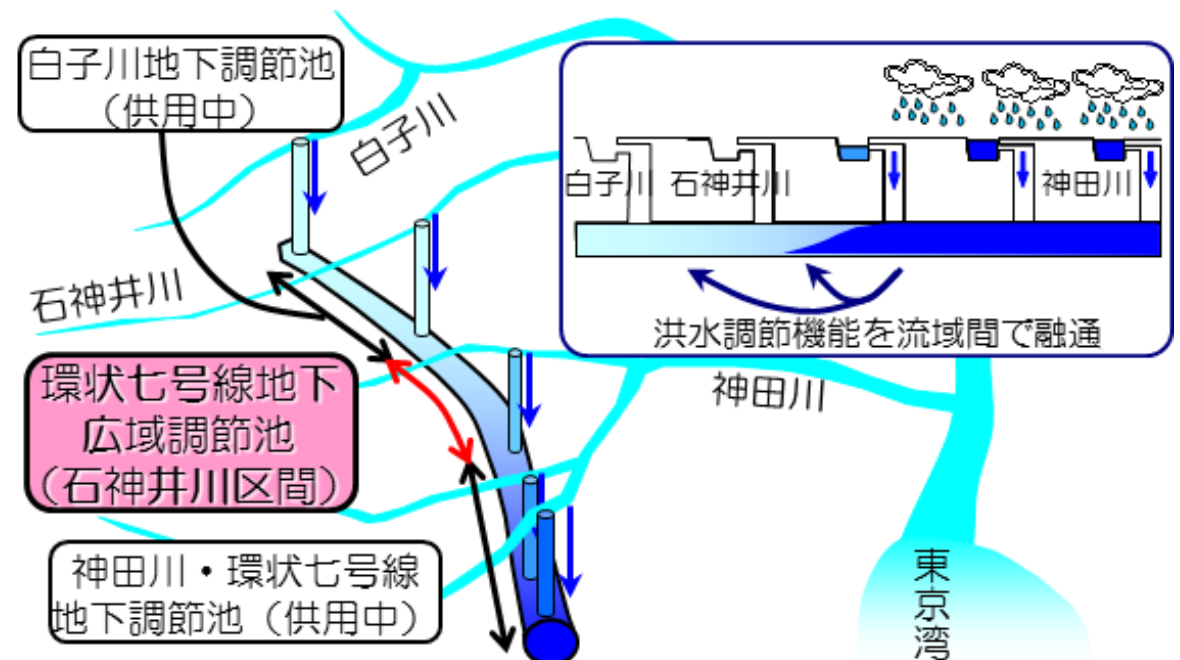 白子川地下調節池
（供用中）
白子川
石神井川
環状七号線地下
広域調節池
（石神井川区間）
神田川・環状七号線
地下調節池（供用中）
白子川
石神井川
神田川
洪水調節機能を流域間で融通
神田川
東京湾